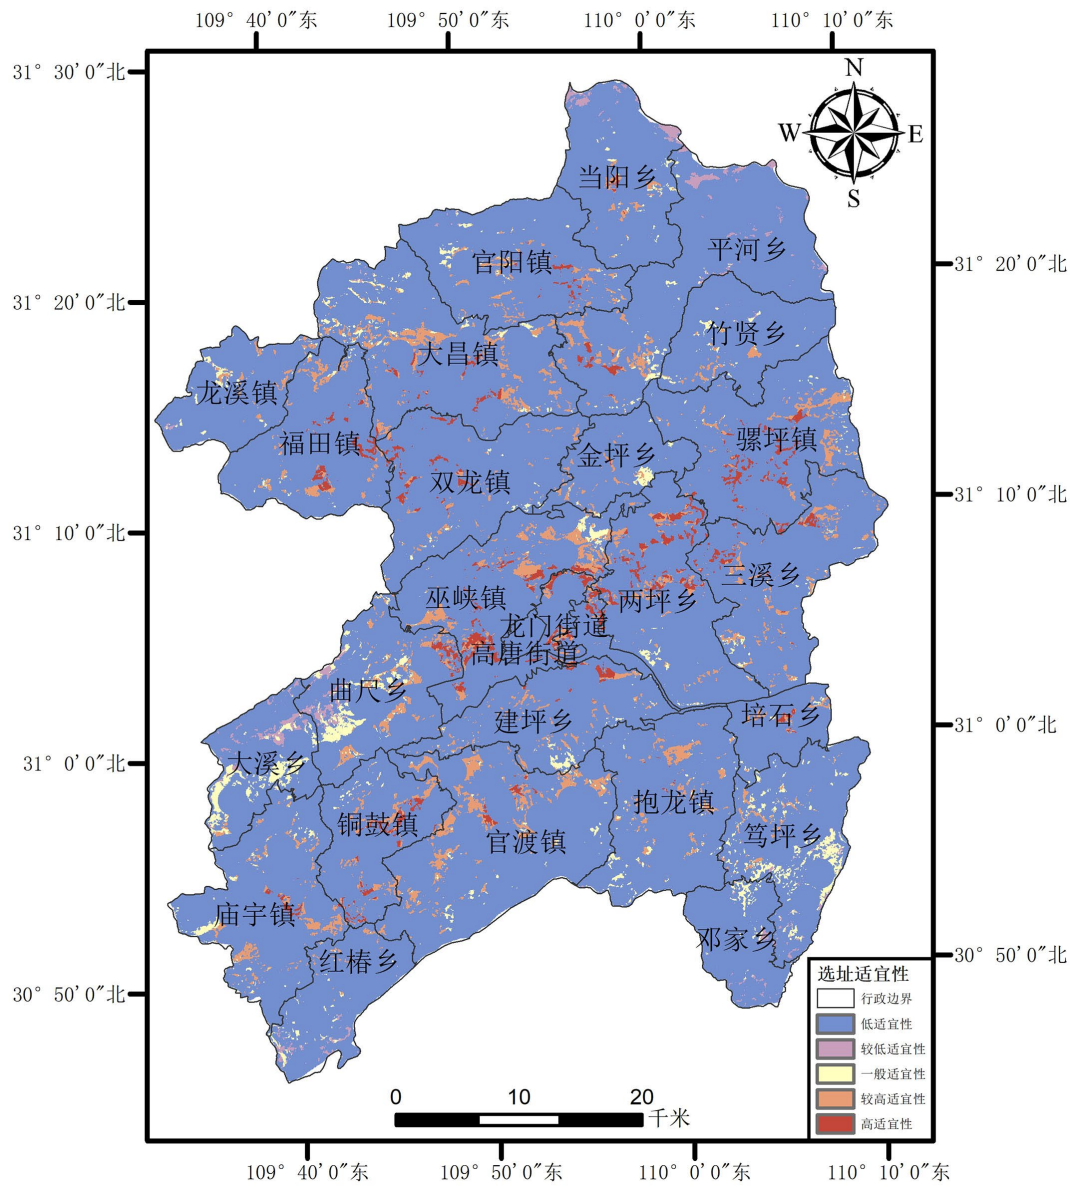 109° 40′0″东 109° 50′0″东 110° 0′0″东 110° 10′0″东
31° 30′0″北
31° 20′0″北
31° 10′0″北
31° 0′0″北
30° 50′0″北
N
W E
S
当阳乡
平河乡
官阳镇
竹贤乡
大昌镇
龙溪镇
福田镇
骡坪镇
金坪乡
双龙镇
三溪乡
巫峡镇
两坪乡
龙门街道
高唐街道
曲尺乡
建坪乡
培石乡
大溪乡
抱龙镇
铜鼓镇
官渡镇
笃坪乡
庙宇镇
邓家乡
红椿乡
31° 20′0″北
31° 10′0″北
31° 0′0″北
30° 50′0″北
选址适宜性
行政边界
低适宜性
较低适宜性
一般适宜性
较高适宜性
高适宜性
0 10 20
千米
109° 40′0″东 109° 50′0″东 110° 0′0″东 110° 10′0″东